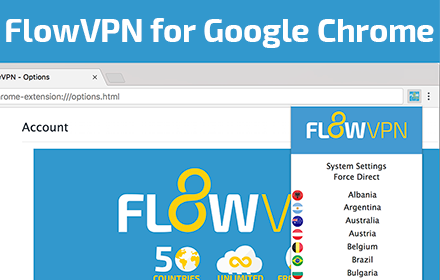 FlowVPN for Google Chrome
VPN - Options
rome-extension:///options.html
Account
FLOWVPN
System Settings
Force Direct
Albania
Argentina
Australia
Austria
Belgium
Brazil
Bulgaria
FLOWV
50
COUNTRIES
UNLIMITED